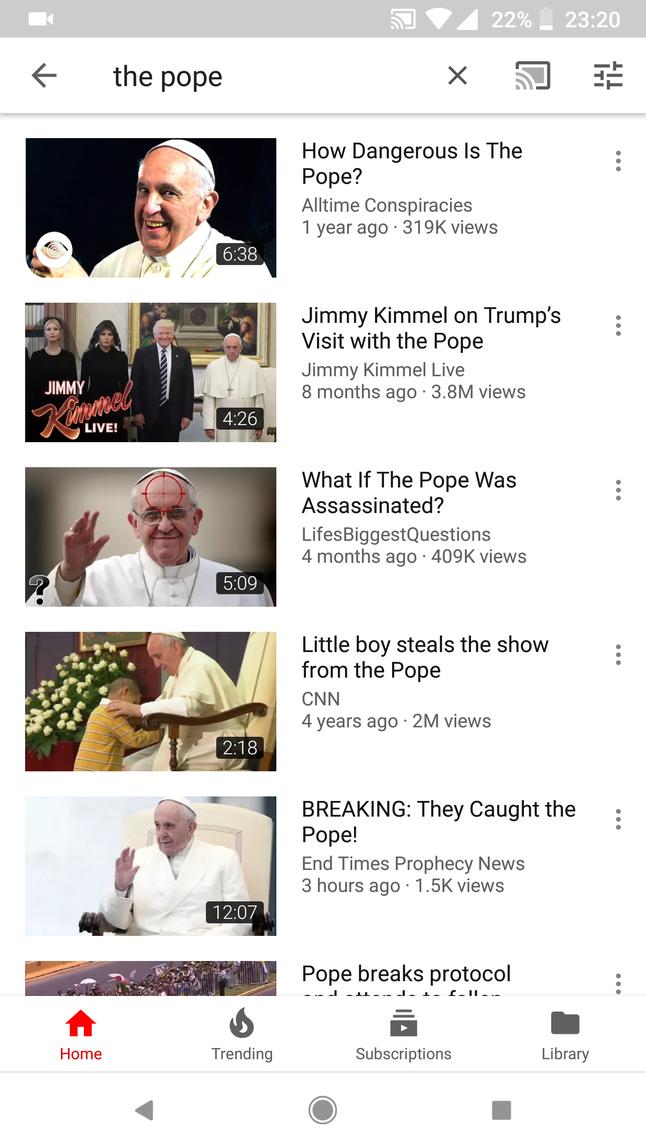 22% 23:20
the pope
How Dangerous Is The
Pope?
Alltime Conspiracies
1 year ago · 319K views
6:38
Jimmy Kimmel on Trump’s
Visit with the Pope
Jimmy Kimmel Live
8 months ago · 3.8M views
JIMMY
Kimmel
LIVE!
4:26
What If The Pope Was
Assassinated?
LifesBiggestQuestions
4 months ago · 409K views
?
5:09
Little boy steals the show
from the Pope
CNN
4 years ago · 2M views
2:18
BREAKING: They Caught the
Pope!
End Times Prophecy News
3 hours ago · 1.5K views
12:07
Pope breaks protocol
and attends to fallen
Home Trending Subscriptions Library